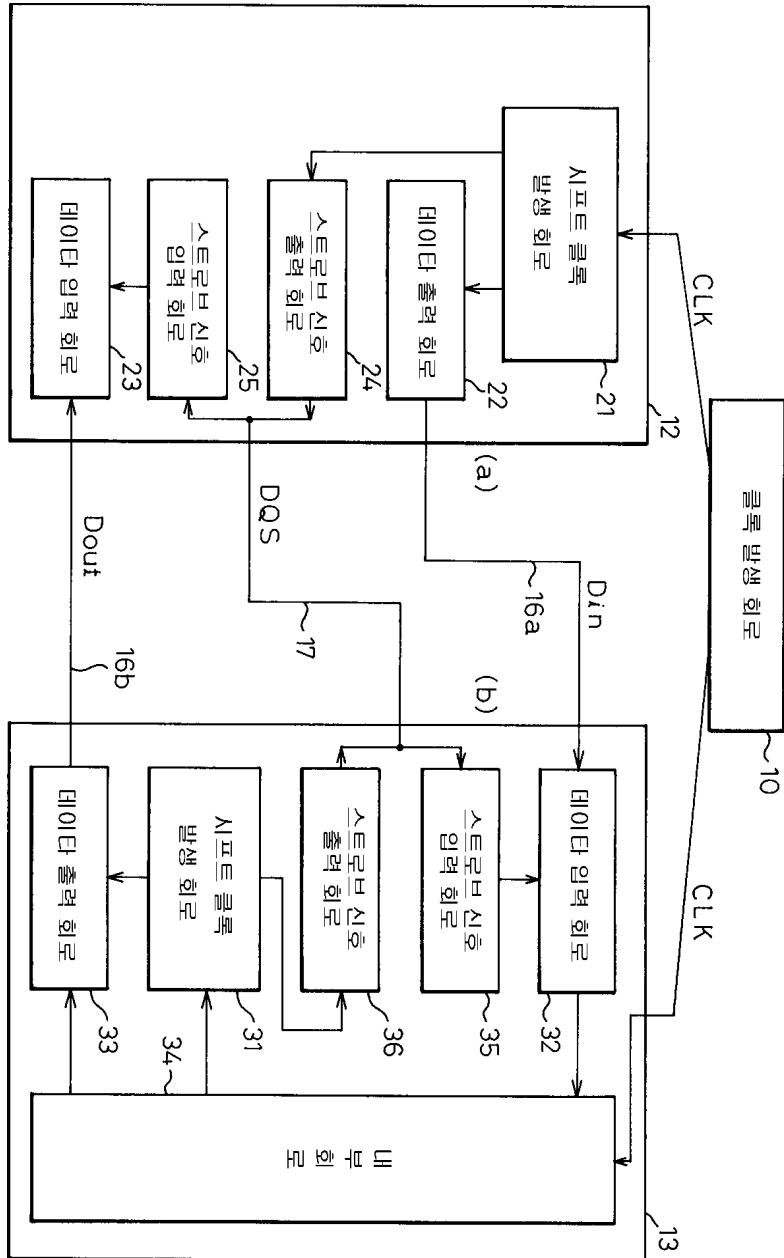 클록 발생 회로
10
CLK
CLK
12
13
시프트 클록
발생 회로
21
데이타 출력 회로
22
스트로브 신호
출력 회로
24
스트로브 신호
입력 회로
25
데이타 입력 회로
23
(a)
Din
16a
DQS
17
Dout
16b
(b)
데이타 입력 회로
32
스트로브 신호
입력 회로
35
스트로브 신호
출력 회로
36
시프트 클록
발생 회로
31
데이타 출력 회로
33
34
내부 회로